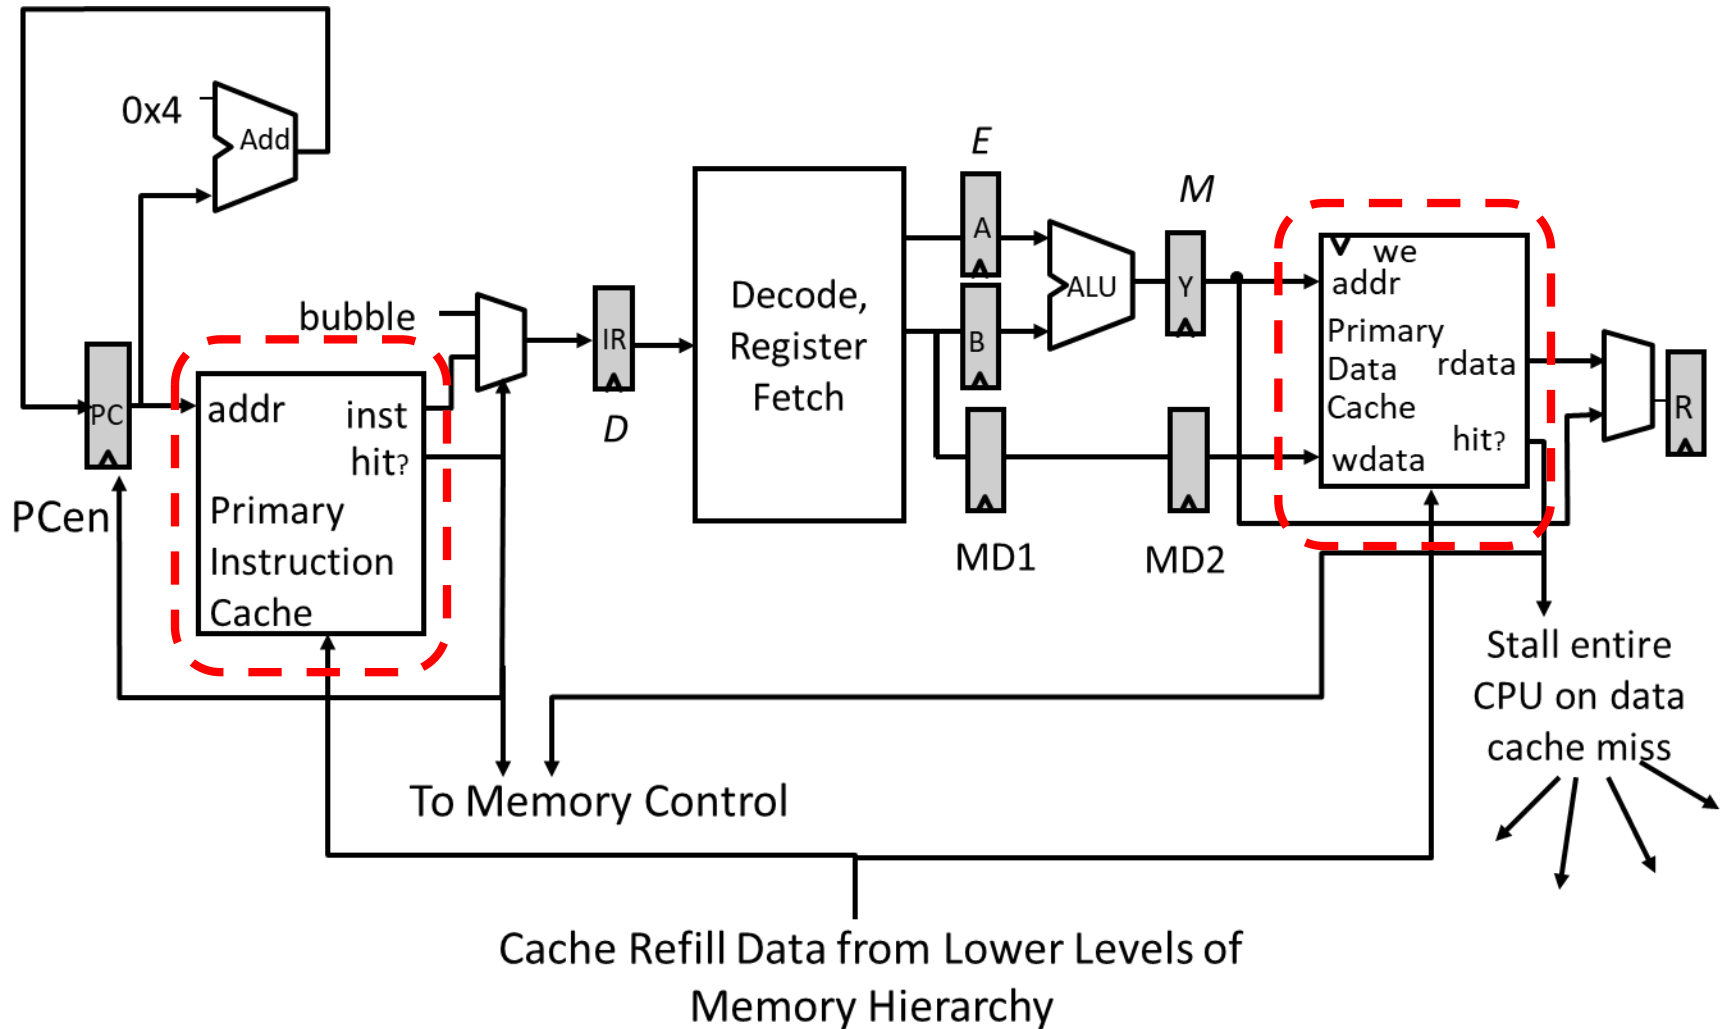 0x4
Add
E
M
A
we
addr
ALU
Y
Decode,
Register
Fetch
Primary
Data
Cache
rdata
bubble
IR
B
PC
addr
inst
hit?
D
R
hit?
wdata
PCen
Primary
Instruction
Cache
MD1
MD2
Stall entire
CPU on data
cache miss
To Memory Control
Cache Refill Data from Lower Levels of
Memory Hierarchy